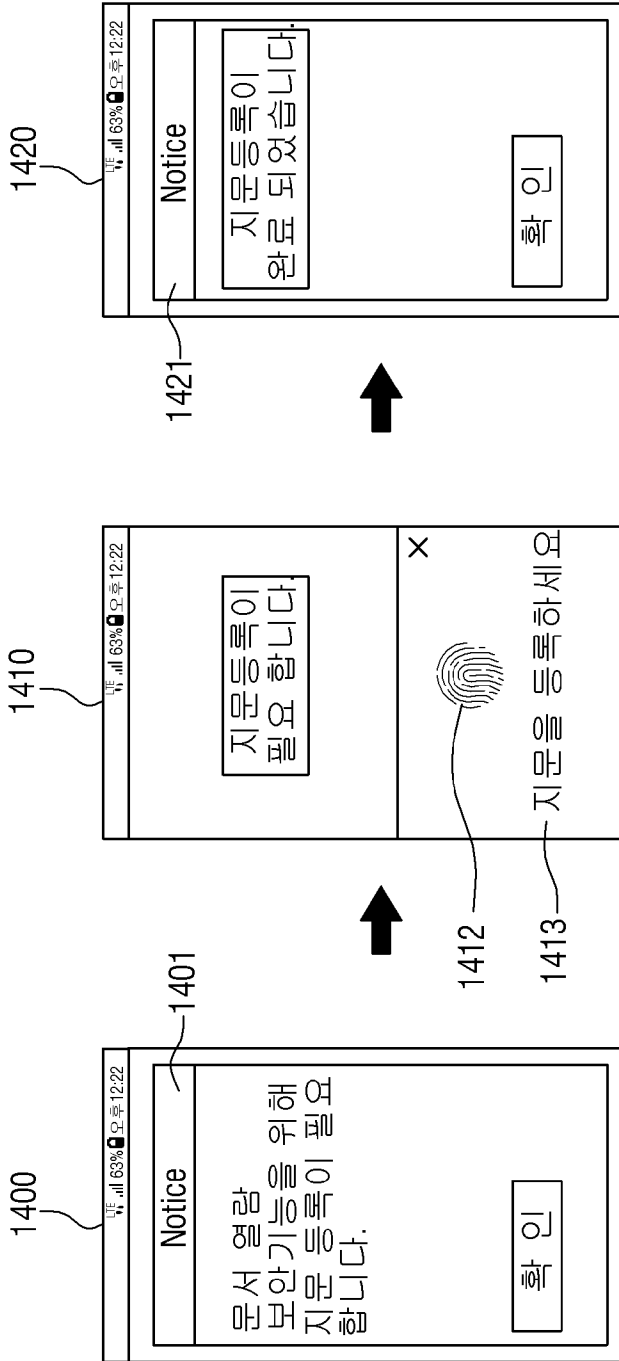 1400
LTE 63% 오후 12:22
Notice
1401
문서 열람
보안기능을 위해
지문 등록이 필요
합니다.
확 인
1410
LTE 63% 오후 12:22
지문등록이
필요 합니다.
X
1412
1413
지문을 등록하세요
1420
LTE 63% 오후 12:22
Notice
1421
지문등록이
완료 되었습니다.
확 인